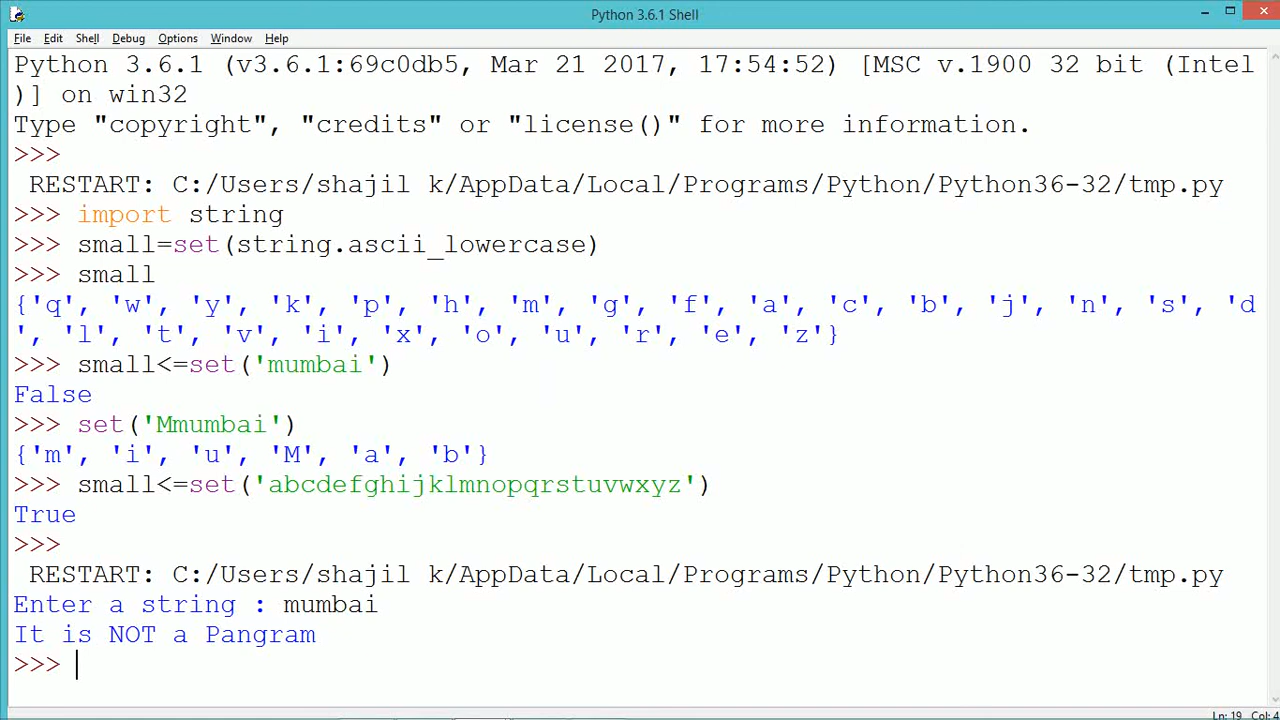 Python 3.6.1 Shell
File Edit Shell Debug Options Window Help
Python 3.6.1 (v3.6.1:69c0db5, Mar 21 2017, 17:54:52) [MSC v.1900 32 bit (Intel
)] on win32
Type "copyright", "credits" or "license()" for more information.
>>>
RESTART: C:/Users/shajil k/AppData/Local/Programs/Python/Python36-32/tmp.py
>>> import string
>>> small=set(string.ascii_lowercase)
>>> small
{'q', 'w', 'y', 'k', 'p', 'h', 'm', 'g', 'f', 'a', 'c', 'b', 'j', 'n', 's', 'd
', 'l', 't', 'v', 'i', 'x', 'o', 'u', 'r', 'e', 'z'}
>>> small<=set('mumbai')
False
>>> set('Mmumbai')
{'m', 'i', 'u', 'M', 'a', 'b'}
>>> small<=set('abcdefghijklmnopqrstuvwxyz')
True
>>>
RESTART: C:/Users/shajil k/AppData/Local/Programs/Python/Python36-32/tmp.py
Enter a string : mumbai
It is NOT a Pangram
>>>
Ln: 19 Col: 4